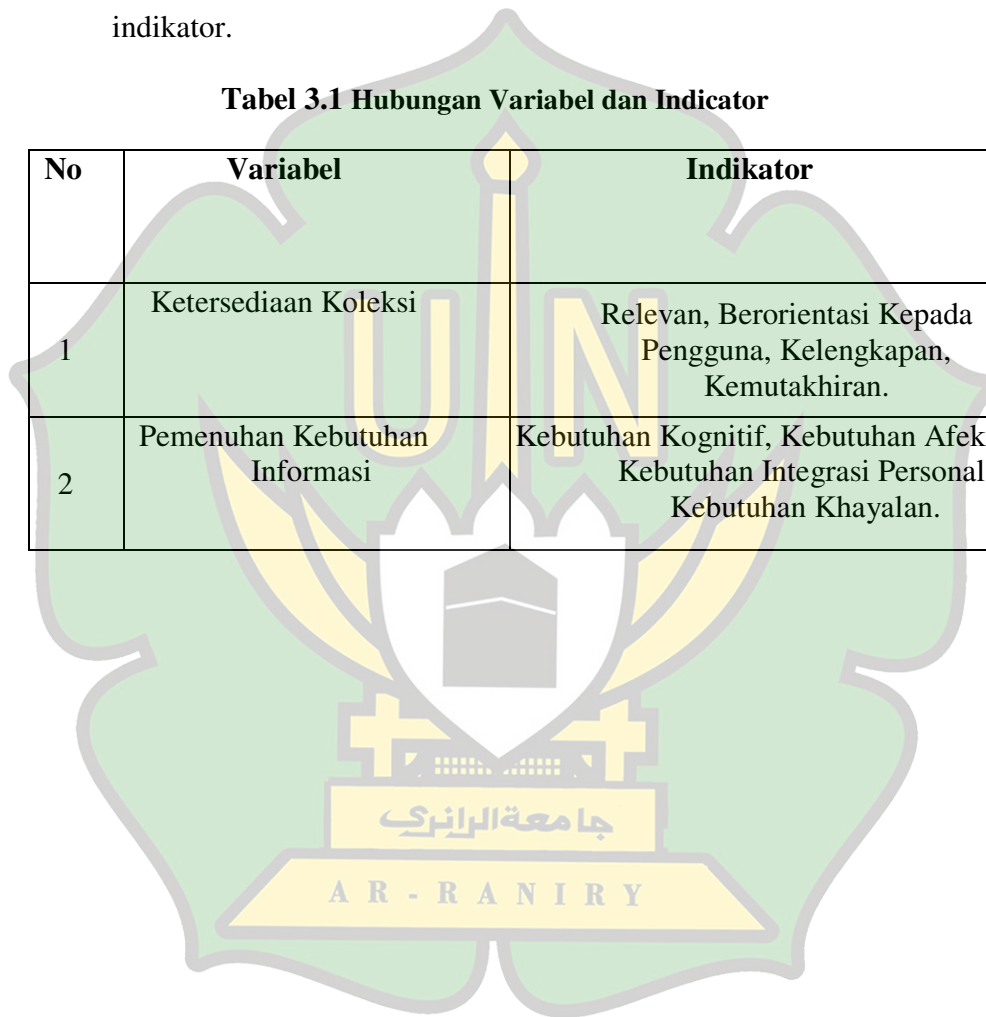 indikator.
Tabel 3.1 Hubungan Variabel dan Indicator
No Variabel Indikator
1 Ketersediaan Koleksi Relevan, Berorientasi Kepada
Pengguna, Kelengkapan,
Kemutakhiran.
2 Pemenuhan Kebutuhan Kebutuhan Kognitif, Kebutuhan
Informasi Kebutuhan Integrasi Personal
Kebutuhan Khayalan.
UIN
جامعة الرانري
AR-RANIRY